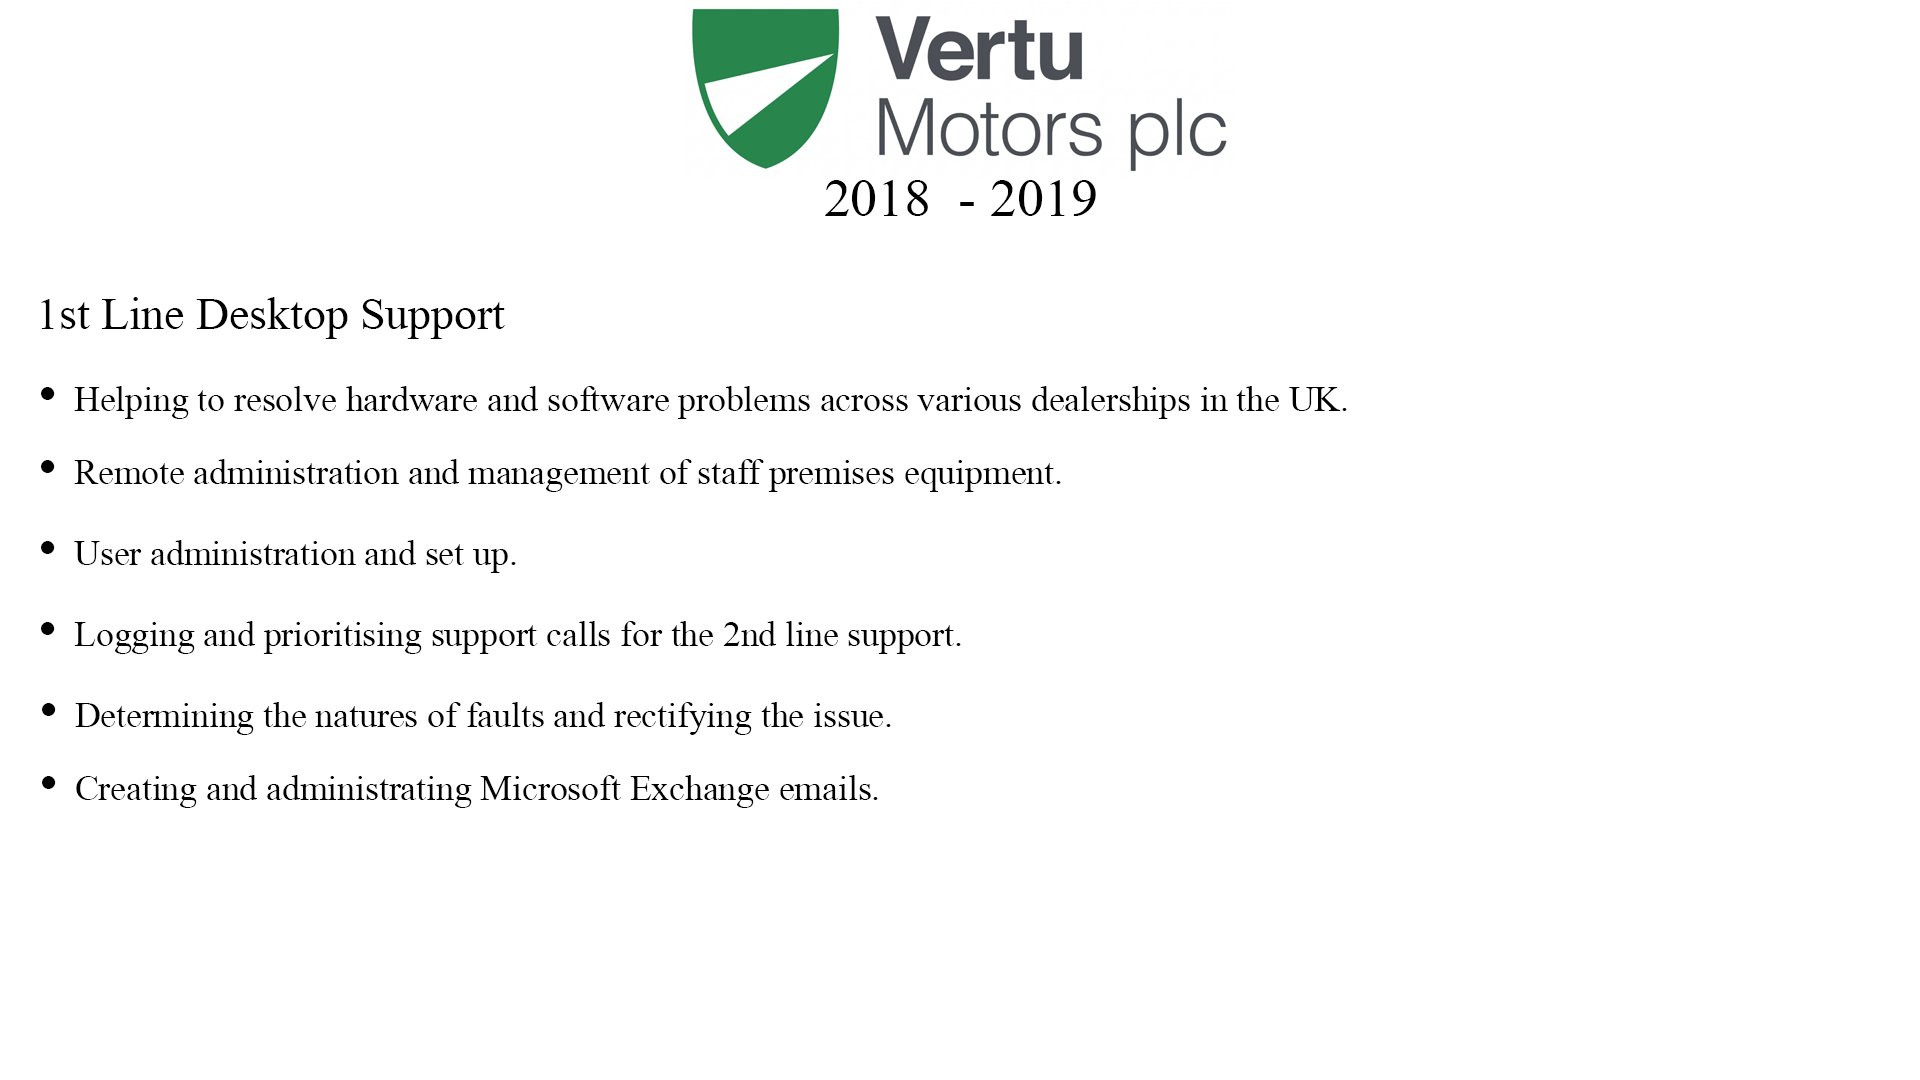 Vertu
Motors plc
2018 - 2019
1st Line Desktop Support
• Helping to resolve hardware and software problems across various dealerships in the UK.
• Remote administration and management of staff premises equipment.
• User administration and set up.
• Logging and prioritising support calls for the 2nd line support.
• Determining the natures of faults and rectifying the issue.
• Creating and administrating Microsoft Exchange emails.